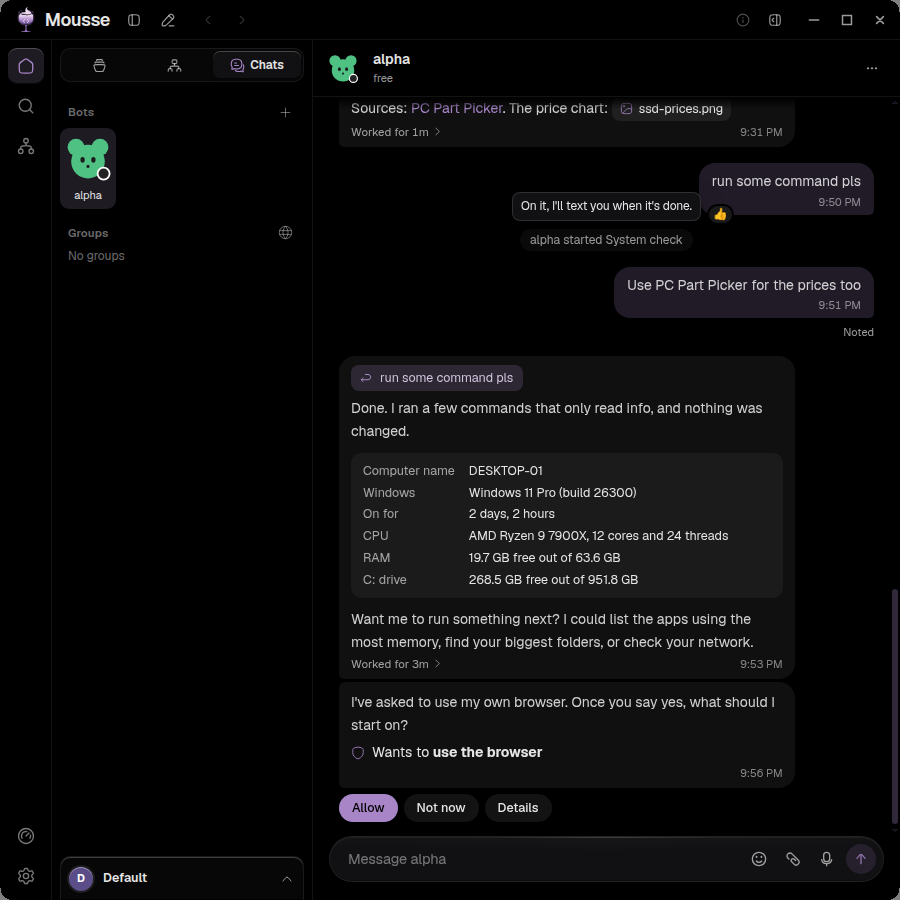 Mousse
Chats
alpha
free
Bots
alpha
Groups
No groups
Sources: PC Part Picker. The price chart: ssd-prices.png
Worked for 1m
9:31 PM
run some command pls
9:50 PM
On it, I'll text you when it's done.
👍
alpha started System check
Use PC Part Picker for the prices too
9:51 PM
Noted
run some command pls
Done. I ran a few commands that only read info, and nothing was
changed.
Computer name DESKTOP-01
Windows Windows 11 Pro (build 26300)
On for 2 days, 2 hours
CPU AMD Ryzen 9 7900X, 12 cores and 24 threads
RAM 19.7 GB free out of 63.6 GB
C: drive 268.5 GB free out of 951.8 GB
Want me to run something next? I could list the apps using the
most memory, find your biggest folders, or check your network.
Worked for 3m
9:53 PM
I've asked to use my own browser. Once you say yes, what should I
start on?
Wants to use the browser
9:56 PM
Allow
Not now
Details
Message alpha
D
Default